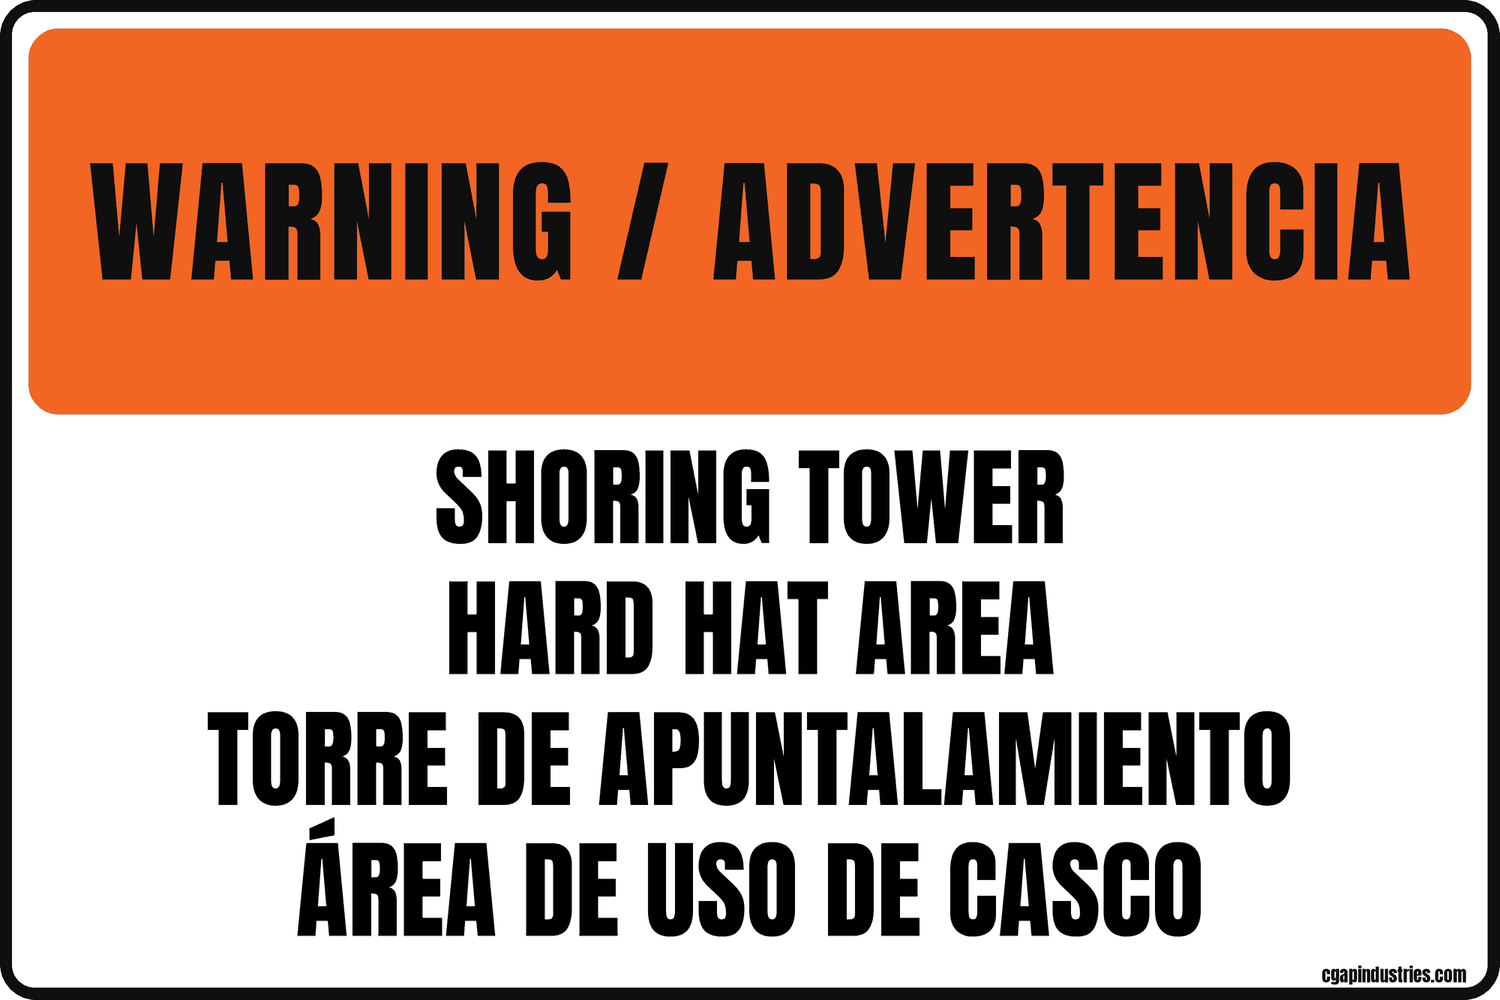 WARNING / ADVERTENCIA
SHORING TOWER
HARD HAT AREA
TORRE DE APUNTALAMIENTO
ÁREA DE USO DE CASCO
cgapindustries.com